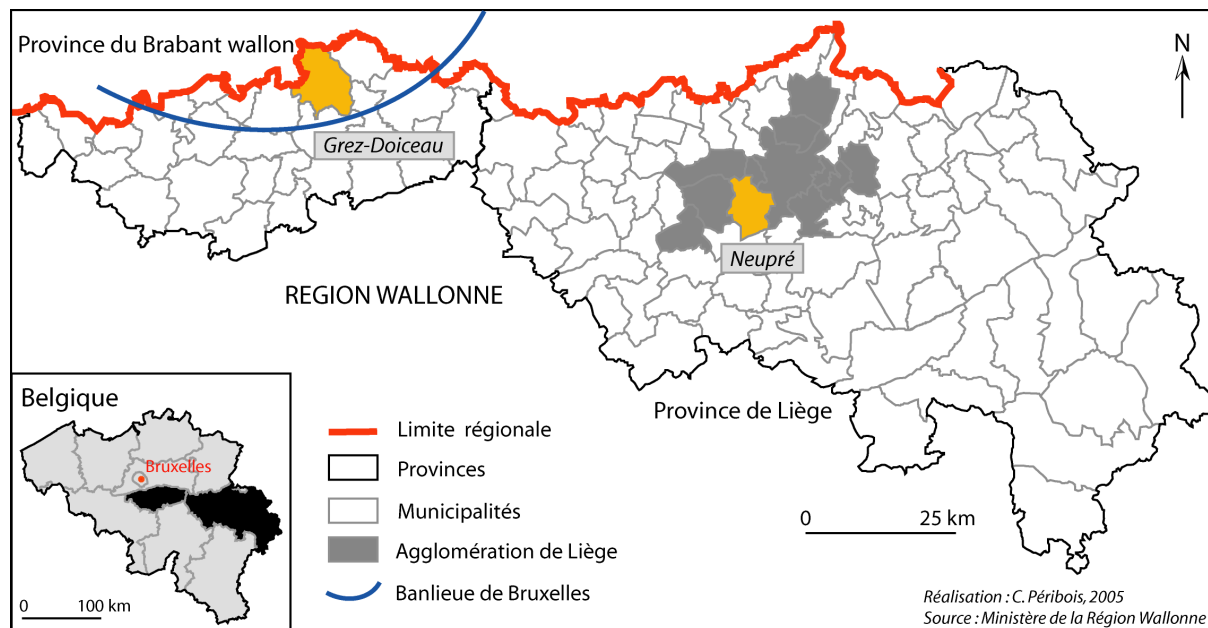 Province du Brabant wallon
N
Grez-Doiceau
Neupré
REGION WALLONNE
Province de Liège
Belgique
Bruxelles
0 100 km
Limite régionale
Provinces
Municipalités
Agglomération de Liège
Banlieue de Bruxelles
0 25 km
Réalisation : C. Péribois, 2005
Source : Ministère de la Région Wallonne